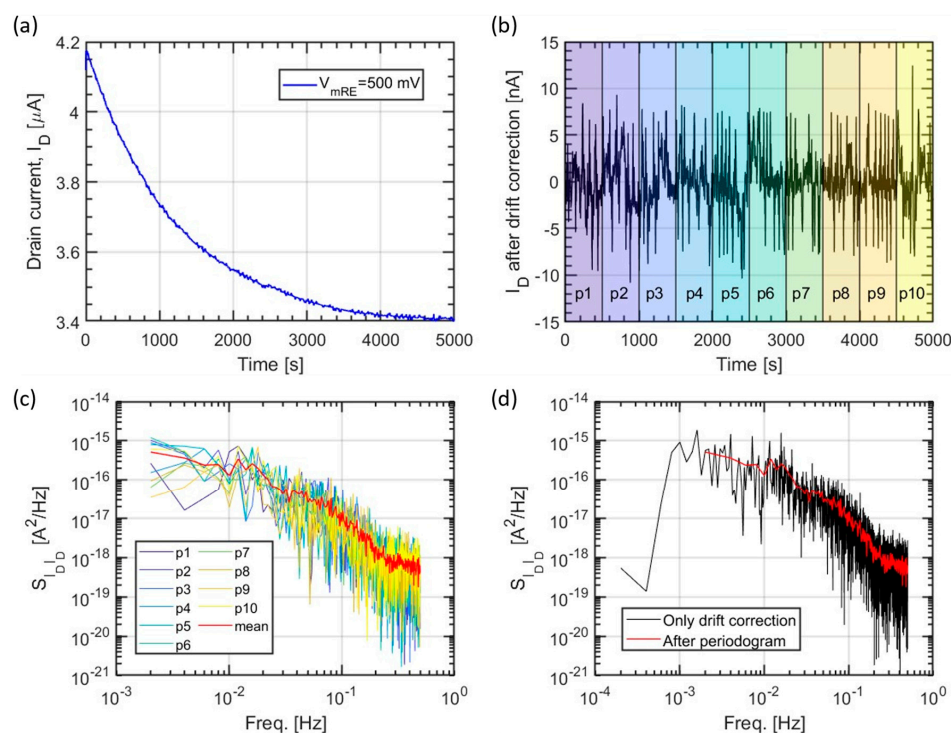 (a)
4.2
4
3.8
3.6
3.4
Drain current, I_D [μA]
V_mRE=500 mV
0 1000 2000 3000 4000 5000
Time [s]
(b)
15
10
5
0
-5
-10
-15
I_D after drift correction [nA]
p1 p2 p3 p4 p5 p6 p7 p8 p9 p10
0 1000 2000 3000 4000 5000
Time [s]
(c)
10^-14
10^-15
10^-16
10^-17
10^-18
10^-19
10^-20
10^-21
S_I_D I_D [A^2/Hz]
p1 p7
p2 p8
p3 p9
p4 p10
p5 mean
p6
10^-3 10^-2 10^-1 10^0
Freq. [Hz]
(d)
10^-14
10^-15
10^-16
10^-17
10^-18
10^-19
10^-20
10^-21
S_I_D I_D [A^2/Hz]
Only drift correction
After periodogram
10^-4 10^-3 10^-2 10^-1 10^0
Freq. [Hz]